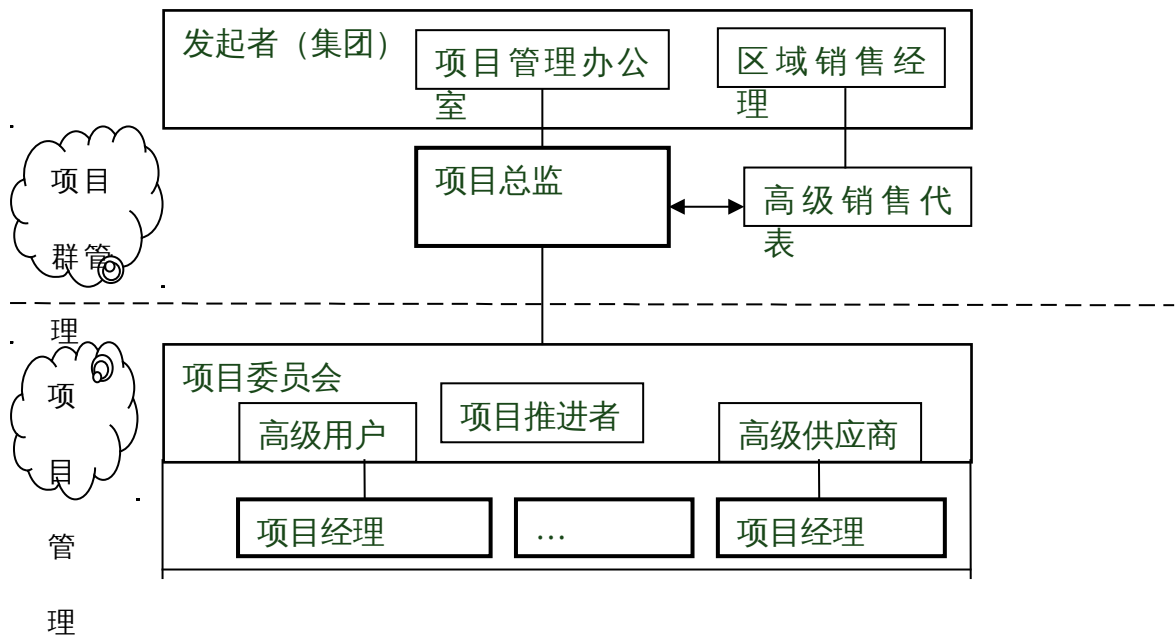 发起者（集团）
项目管理办公
室
区域销售经
理
项目
群管
理
项目总监
高级销售代
表
项目委员会
高级用户
项目推进者
高级供应商
项
目
管
理
项目经理
…
项目经理